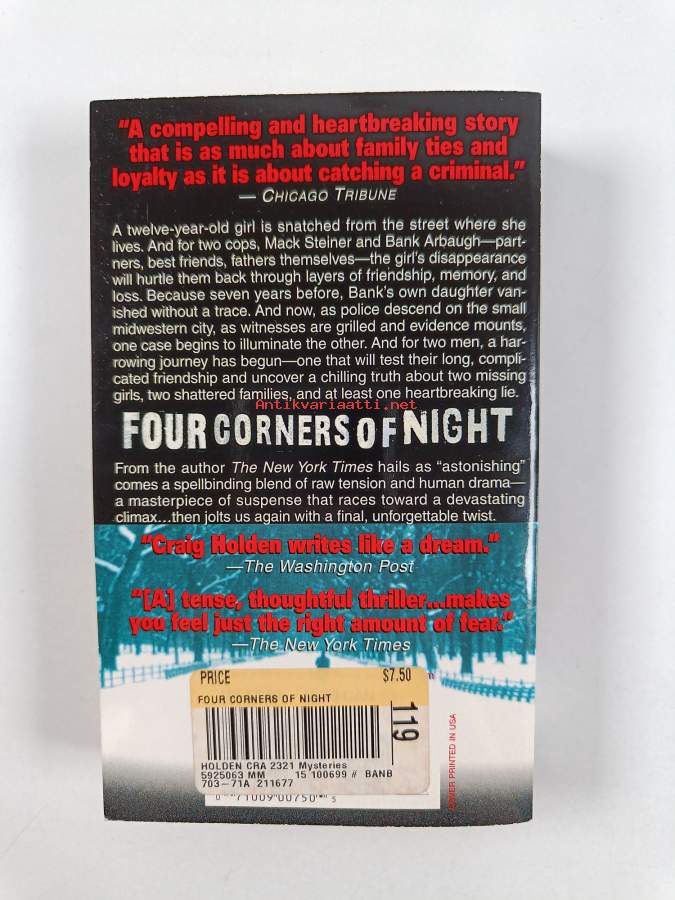 “A compelling and heartbreaking story
that is as much about family ties and
loyalty as it is about catching a criminal.”
— CHICAGO TRIBUNE
A twelve-year-old girl is snatched from the street where she
lives. And for two cops, Mack Steiner and Bank Arbaugh—part-
ners, best friends, fathers themselves—the girl's disappearance
will hurtle them back through layers of friendship, memory, and
loss. Because seven years before, Bank's own daughter van-
ished without a trace. And now, as police descend on the small
midwestern city, as witnesses are grilled and evidence mounts,
one case begins to illuminate the other. And for two men, a har-
rowing journey has begun—one that will test their long, compli-
cated friendship and uncover a chilling truth about two missing
girls, two shattered families, and at least one heartbreaking lie.
Antikvariaatti.net
FOUR CORNERS OF NIGHT
From the author The New York Times hails as “astonishing”
comes a spellbinding blend of raw tension and human drama—
a masterpiece of suspense that races toward a devastating
climax...then jolts us again with a final, unforgettable twist.
“Craig Holden writes like a dream.”
—The Washington Post
“[A] tense, thoughtful thriller...makes
you feel just the right amount of fear.”
—The New York Times
PRICE $7.50
FOUR CORNERS OF NIGHT
119
HOLDEN CRA 2321 Mysteries
5925063 MM 15 100699 # BANB
703-71A 211677
71009 00750 5
PRINTED IN USA